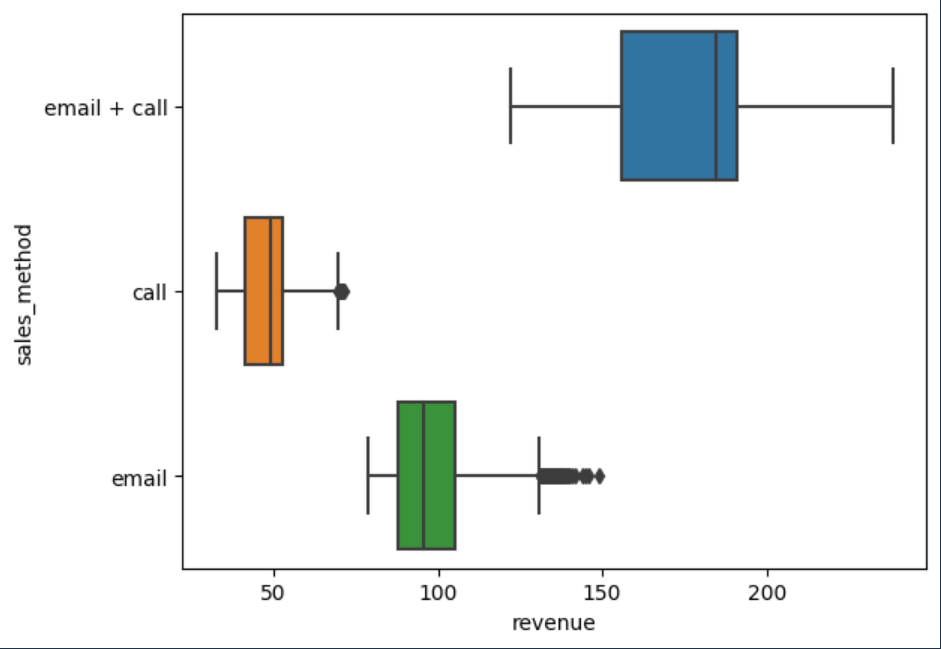 email + call
call
email
sales_method
50 100 150 200
revenue